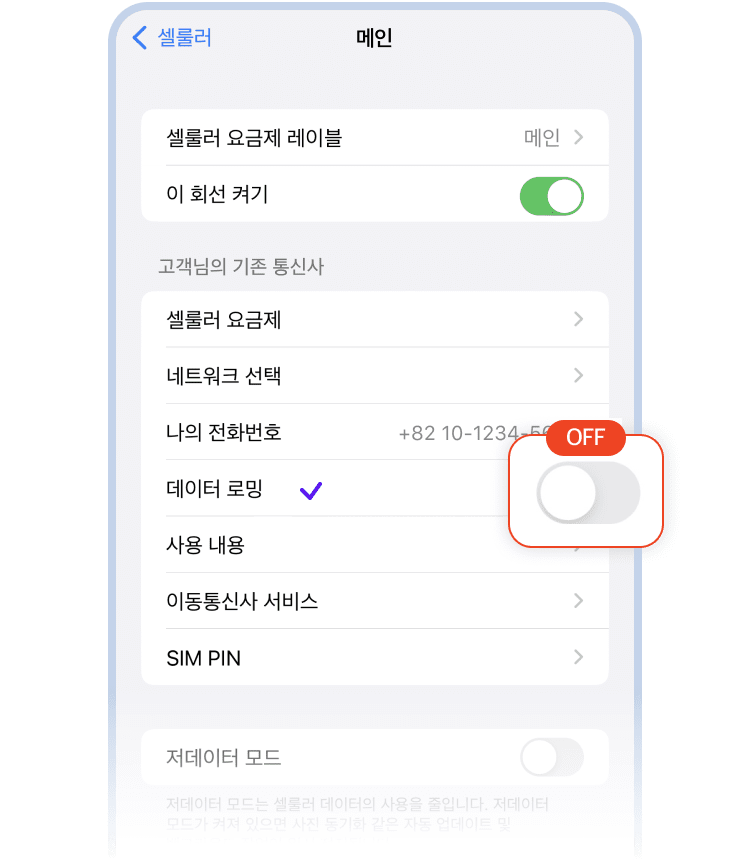 셀룰러
메인
셀룰러 요금제 레이블 메인
이 회선 켜기
고객님의 기존 통신사
셀룰러 요금제
네트워크 선택
나의 전화번호 +82 10-1234-56
OFF
데이터 로밍
사용 내용
이동통신사 서비스
SIM PIN
저데이터 모드
저데이터 모드는 셀룰러 데이터의 사용을 줄입니다. 저데이터
모드가 켜져 있으면 사진 동기화 같은 자동 업데이트 및